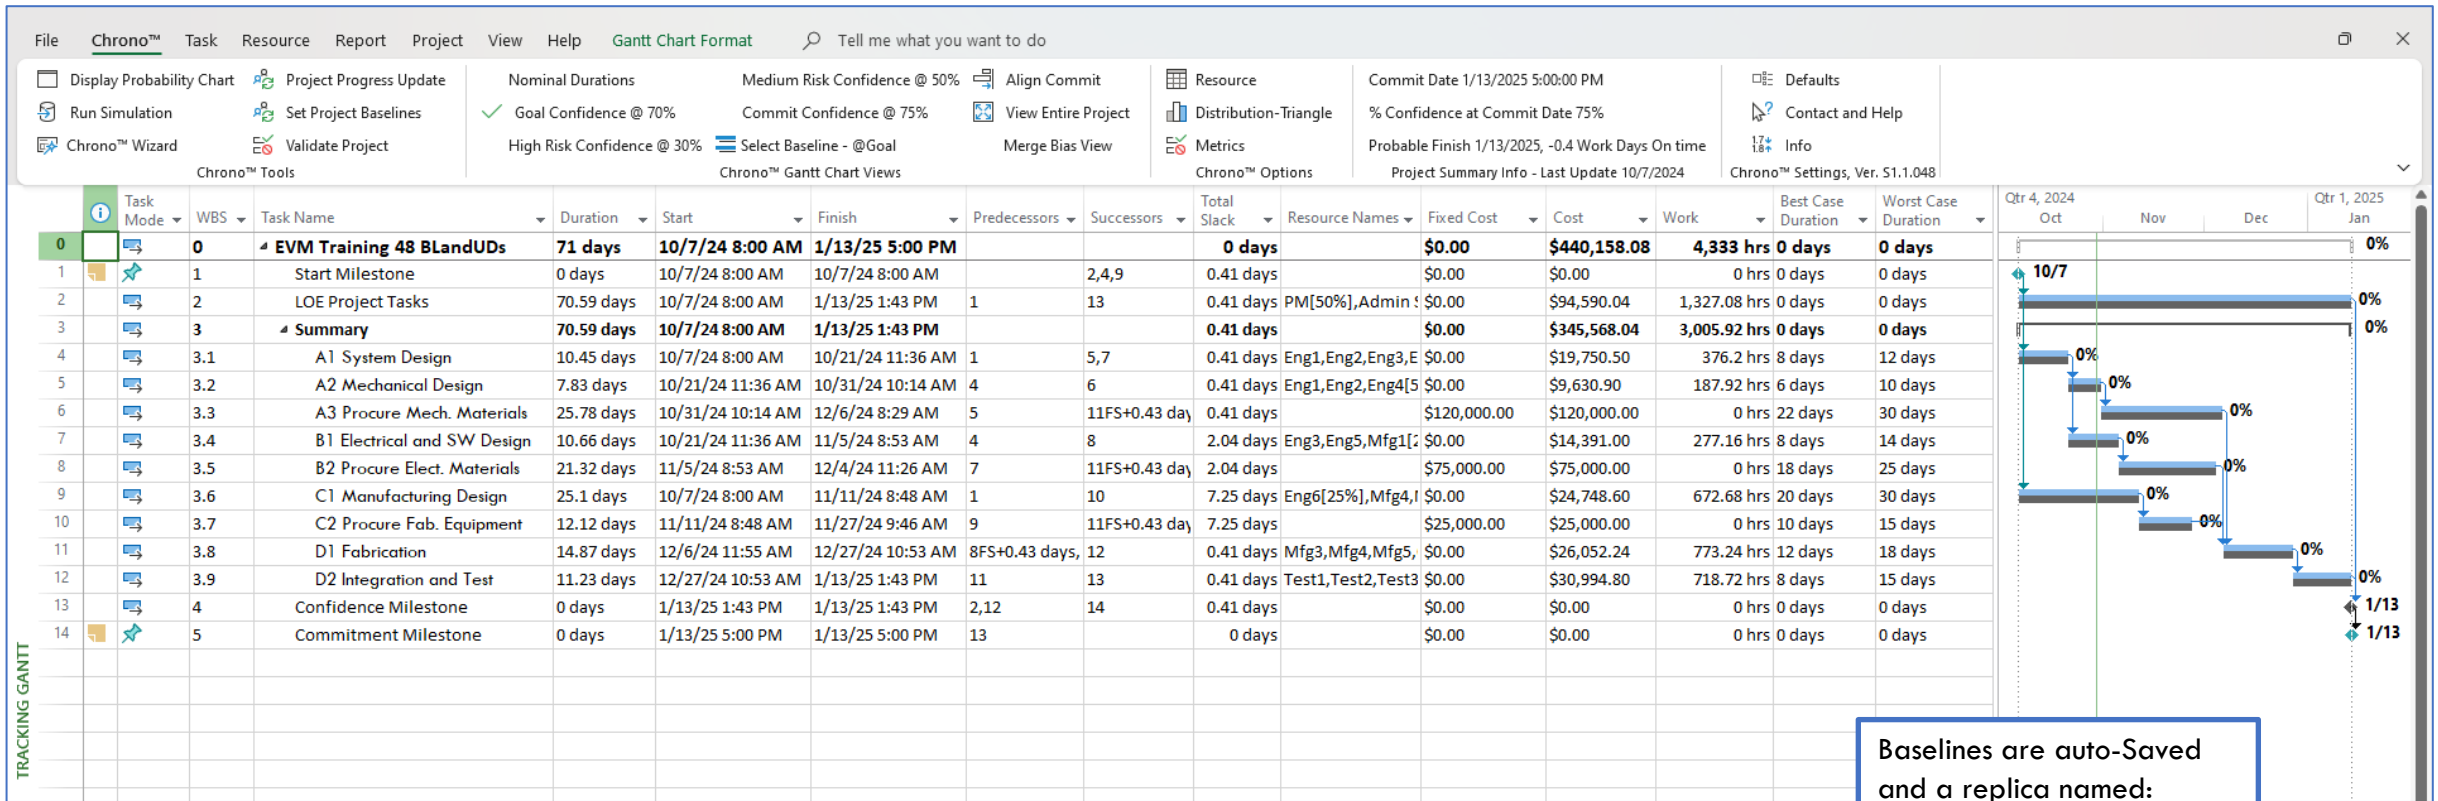 File Chrono™ Task Resource Report Project View Help Gantt Chart Format Tell me what you want to do
Display Probability Chart Project Progress Update Nominal Durations Medium Risk Confidence @ 50% Align Commit Resource Commit Date 1/13/2025 5:00:00 PM Defaults
Run Simulation Set Project Baselines Goal Confidence @ 70% Commit Confidence @ 75% View Entire Project Distribution-Triangle % Confidence at Commit Date 75% Contact and Help
Chrono™ Wizard Validate Project High Risk Confidence @ 30% Select Baseline - @Goal Merge Bias View Metrics Probable Finish 1/13/2025, -0.4 Work Days On time Info
Chrono™ Tools Chrono™ Gantt Chart Views Chrono™ Options Project Summary Info - Last Update 10/7/2024 Chrono™ Settings, Ver. S1.1.048
Task Mode WBS Task Name Duration Start Finish Predecessors Successors Total Slack Resource Names Fixed Cost Cost Work Best Case Duration Worst Case Duration Qtr 4, 2024 Qtr 1, 2025
Oct Nov Dec Jan
0 0 EVM Training 48 BLandUDs 71 days 10/7/24 8:00 AM 1/13/25 5:00 PM 0 days $0.00 $440,158.08 4,333 hrs 0 days 0 days 0%
1 1 Start Milestone 0 days 10/7/24 8:00 AM 10/7/24 8:00 AM 2,4,9 0.41 days $0.00 $0.00 0 hrs 0 days 0 days 10/7
2 2 LOE Project Tasks 70.59 days 10/7/24 8:00 AM 1/13/25 1:43 PM 1 13 0.41 days PM[50%],Admin $0.00 $94,590.04 1,327.08 hrs 0 days 0 days 0%
3 3 Summary 70.59 days 10/7/24 8:00 AM 1/13/25 1:43 PM 0.41 days $0.00 $345,568.04 3,005.92 hrs 0 days 0 days 0%
4 3.1 A1 System Design 10.45 days 10/7/24 8:00 AM 10/21/24 11:36 AM 1 5,7 0.41 days Eng1,Eng2,Eng3,E $0.00 $19,750.50 376.2 hrs 8 days 12 days 0%
5 3.2 A2 Mechanical Design 7.83 days 10/21/24 11:36 AM 10/31/24 10:14 AM 4 6 0.41 days Eng1,Eng2,Eng4[5 $0.00 $9,630.90 187.92 hrs 6 days 10 days 0%
6 3.3 A3 Procure Mech. Materials 25.78 days 10/31/24 10:14 AM 12/6/24 8:29 AM 5 11FS+0.43 day 0.41 days $120,000.00 $120,000.00 0 hrs 22 days 30 days 0%
7 3.4 B1 Electrical and SW Design 10.66 days 10/21/24 11:36 AM 11/5/24 8:53 AM 4 8 2.04 days Eng3,Eng5,Mfg1[2 $0.00 $14,391.00 277.16 hrs 8 days 14 days 0%
8 3.5 B2 Procure Elect. Materials 21.32 days 11/5/24 8:53 AM 12/4/24 11:26 AM 7 11FS+0.43 day 2.04 days $75,000.00 $75,000.00 0 hrs 18 days 25 days 0%
9 3.6 C1 Manufacturing Design 25.1 days 10/7/24 8:00 AM 11/11/24 8:48 AM 1 10 7.25 days Eng6[25%],Mfg4, $0.00 $24,748.60 672.68 hrs 20 days 30 days 0%
10 3.7 C2 Procure Fab. Equipment 12.12 days 11/11/24 8:48 AM 11/27/24 9:46 AM 9 11FS+0.43 day 7.25 days $25,000.00 $25,000.00 0 hrs 10 days 15 days 0%
11 3.8 D1 Fabrication 14.87 days 12/6/24 11:55 AM 12/27/24 10:53 AM 8FS+0.43 days, 12 0.41 days Mfg3,Mfg4,Mfg5, $0.00 $26,052.24 773.24 hrs 12 days 18 days 0%
12 3.9 D2 Integration and Test 11.23 days 12/27/24 10:53 AM 1/13/25 1:43 PM 11 13 0.41 days Test1,Test2,Test3 $0.00 $30,994.80 718.72 hrs 8 days 15 days 0%
13 4 Confidence Milestone 0 days 1/13/25 1:43 PM 1/13/25 1:43 PM 2,12 14 0.41 days $0.00 $0.00 0 hrs 0 days 0 days 1/13
14 5 Commitment Milestone 0 days 1/13/25 5:00 PM 1/13/25 5:00 PM 13 0 days $0.00 $0.00 0 hrs 0 days 0 days 1/13
TRACKING GANTT
Baselines are auto-Saved
and a replica named: